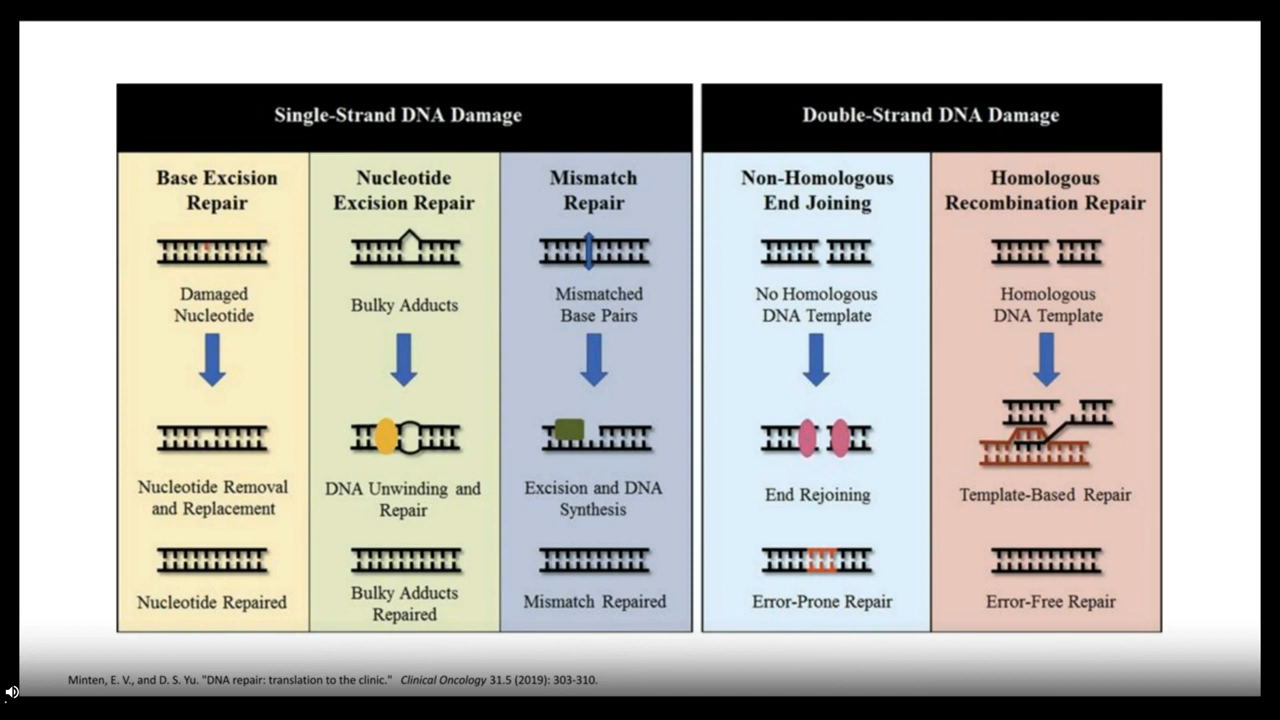 Single-Strand DNA Damage
Double-Strand DNA Damage
Base Excision
Repair
Damaged
Nucleotide
Nucleotide Removal
and Replacement
Nucleotide Repaired
Nucleotide
Excision Repair
Bulky Adducts
DNA Unwinding and
Repair
Bulky Adducts
Repaired
Mismatch
Repair
Mismatched
Base Pairs
Excision and DNA
Synthesis
Mismatch Repaired
Non-Homologous
End Joining
No Homologous
DNA Template
End Rejoining
Error-Prone Repair
Homologous
Recombination Repair
Homologous
DNA Template
Template-Based Repair
Error-Free Repair
Minten, E. V., and D. S. Yu. "DNA repair: translation to the clinic." Clinical Oncology 31.5 (2019): 303-310.